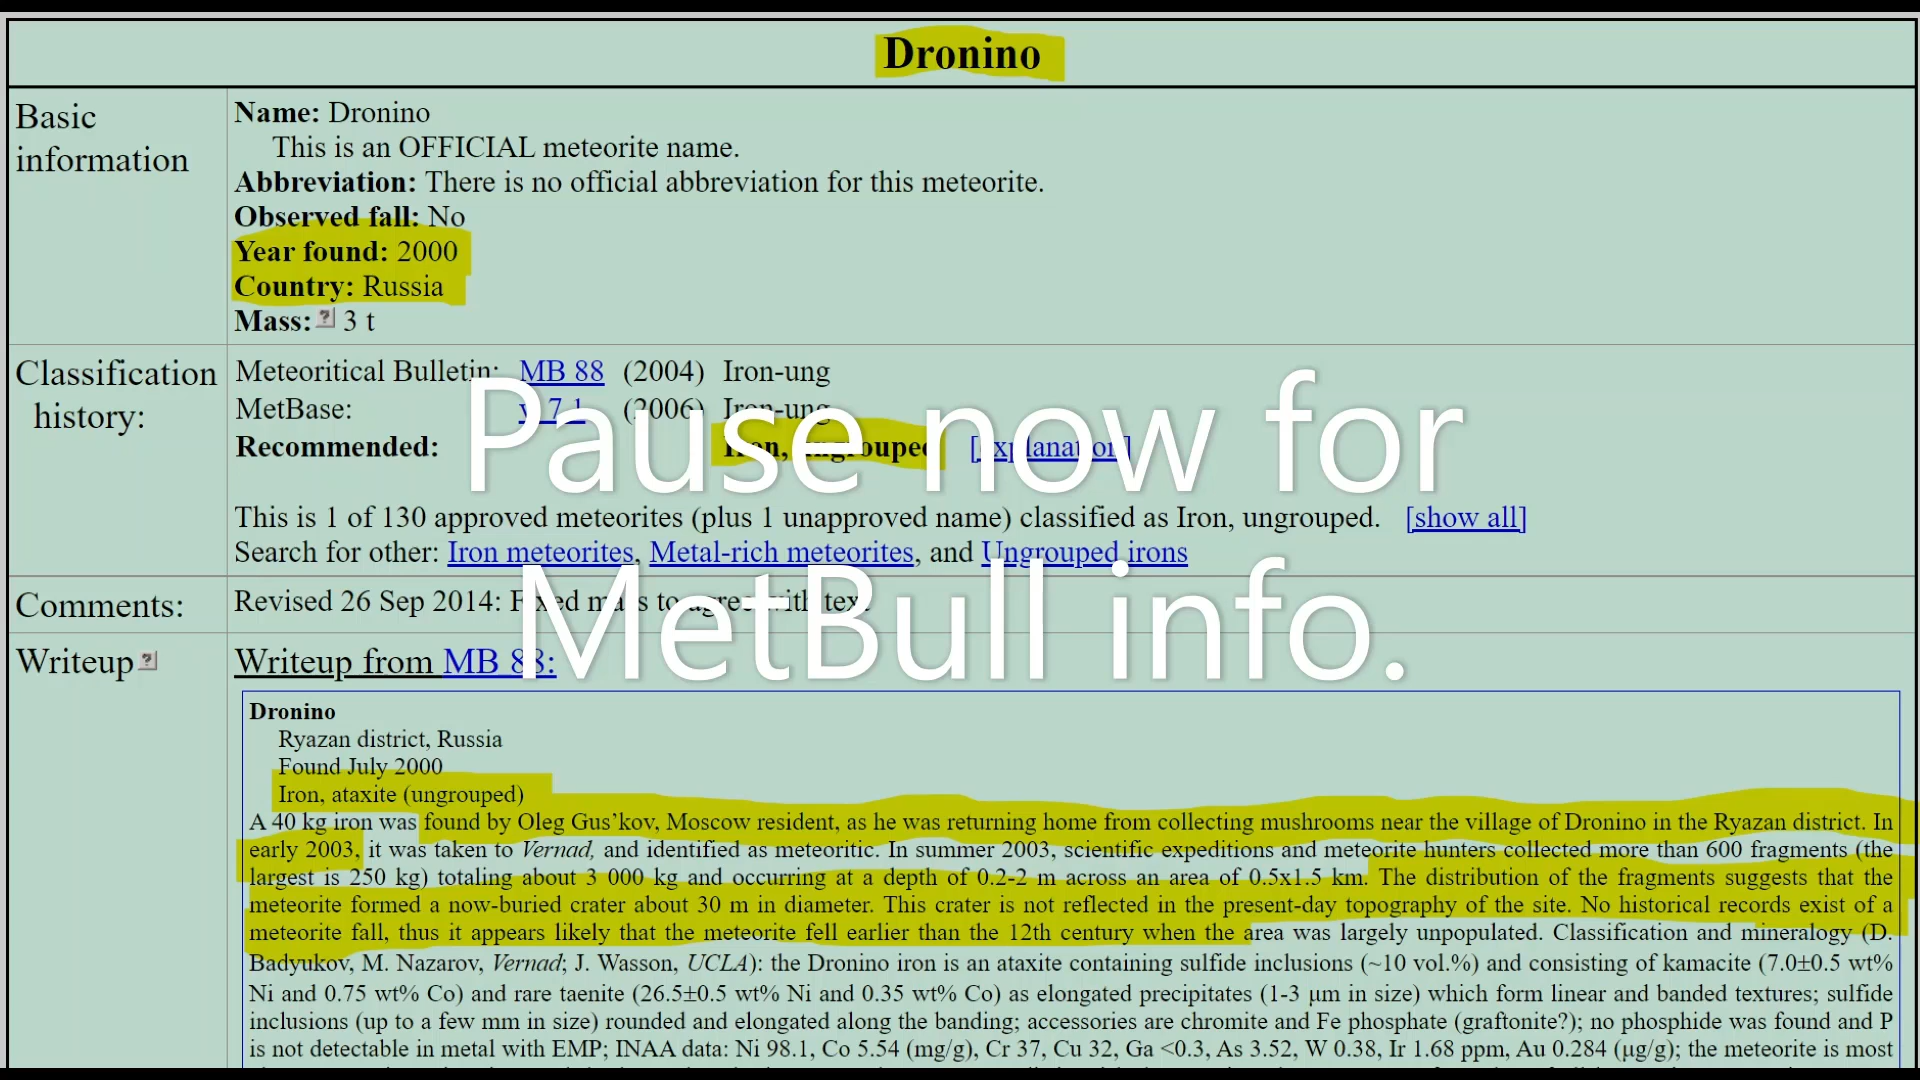 Dronino
Basic
information
Name: Dronino
This is an OFFICIAL meteorite name.
Abbreviation: There is no official abbreviation for this meteorite.
Observed fall: No
Year found: 2000
Country: Russia
Mass: ? 3 t
Classification
history:
Meteoritical Bulletin: MB 88 (2004) Iron-ung
MetBase: v. 7.1 (2006) Iron-ung
Recommended: Iron, ungrouped [explanation]
Pause now for
This is 1 of 130 approved meteorites (plus 1 unapproved name) classified as Iron, ungrouped. [show all]
Search for other: Iron meteorites, Metal-rich meteorites, and Ungrouped irons
Comments: Revised 26 Sep 2014: Fixed mass to agree with text
MetBull info.
Writeup ?
Writeup from MB 88:
Dronino
Ryazan district, Russia
Found July 2000
Iron, ataxite (ungrouped)
A 40 kg iron was found by Oleg Gus’kov, Moscow resident, as he was returning home from collecting mushrooms near the village of Dronino in the Ryazan district. In
early 2003, it was taken to Vernad, and identified as meteoritic. In summer 2003, scientific expeditions and meteorite hunters collected more than 600 fragments (the
largest is 250 kg) totaling about 3 000 kg and occurring at a depth of 0.2-2 m across an area of 0.5x1.5 km. The distribution of the fragments suggests that the
meteorite formed a now-buried crater about 30 m in diameter. This crater is not reflected in the present-day topography of the site. No historical records exist of a
meteorite fall, thus it appears likely that the meteorite fell earlier than the 12th century when the area was largely unpopulated. Classification and mineralogy (D.
Badyukov, M. Nazarov, Vernad; J. Wasson, UCLA): the Dronino iron is an ataxite containing sulfide inclusions (~10 vol.%) and consisting of kamacite (7.0±0.5 wt%
Ni and 0.75 wt% Co) and rare taenite (26.5±0.5 wt% Ni and 0.35 wt% Co) as elongated precipitates (1-3 μm in size) which form linear and banded textures; sulfide
inclusions (up to a few mm in size) rounded and elongated along the banding; accessories are chromite and Fe phosphate (graftonite?); no phosphide was found and P
is not detectable in metal with EMP; INAA data: Ni 98.1, Co 5.54 (mg/g), Cr 37, Cu 32, Ga <0.3, As 3.52, W 0.38, Ir 1.68 ppm, Au 0.284 (μg/g); the meteorite is most